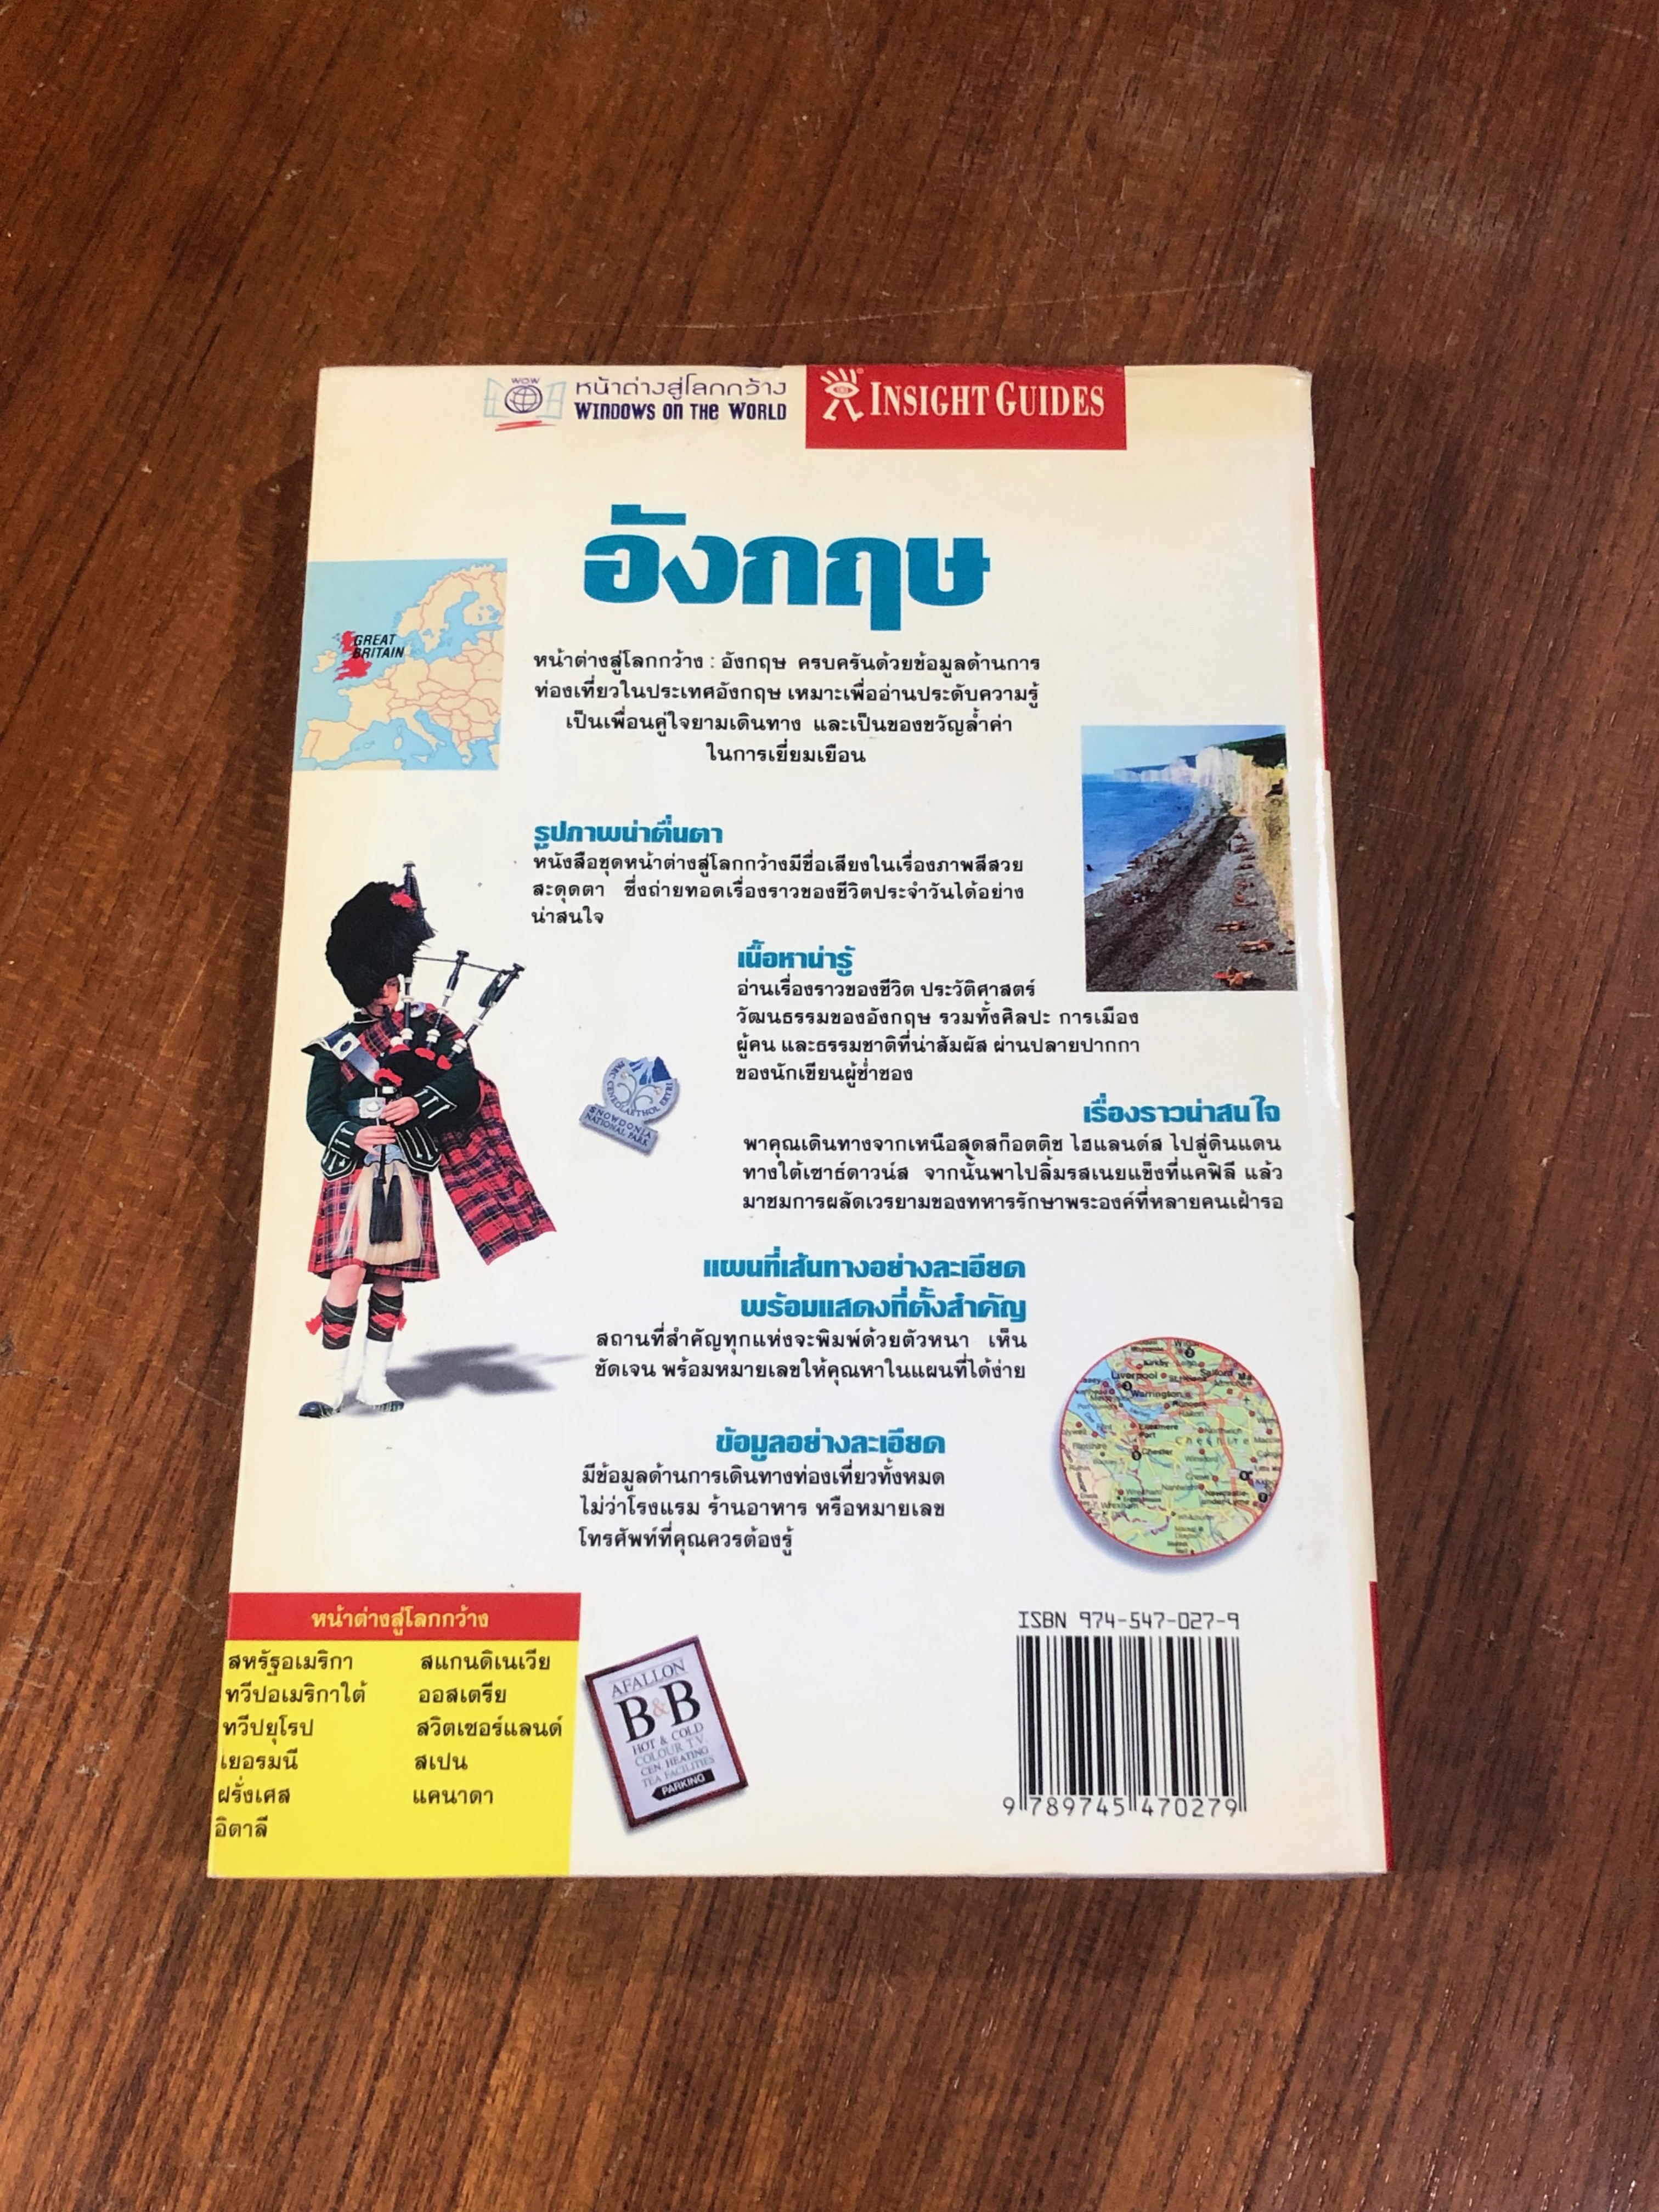 WOW
หน้าต่างสู่โลกกว้าง
WINDOWS ON THE WORLD
INSIGHT GUIDES
อังกฤษ
GREAT
BRITAIN
หน้าต่างสู่โลกกว้าง : อังกฤษ ครบครันด้วยข้อมูลด้านการ
ท่องเที่ยวในประเทศอังกฤษ เหมาะเพื่ออ่านประดับความรู้
เป็นเพื่อนคู่ใจยามเดินทาง และเป็นของขวัญล้ำค่า
ในการเยี่ยมเยือน
รูปภาพน่าตื่นตา
หนังสือชุดหน้าต่างสู่โลกกว้างมีชื่อเสียงในเรื่องภาพสีสวย
สะดุดตา ซึ่งถ่ายทอดเรื่องราวของชีวิตประจำวันได้อย่าง
น่าสนใจ
เนื้อหาน่ารู้
อ่านเรื่องราวของชีวิต ประวัติศาสตร์
วัฒนธรรมของอังกฤษ รวมทั้งศิลปะ การเมือง
ผู้คน และธรรมชาติที่น่าสัมผัส ผ่านปลายปากกา
ของนักเขียนผู้ช่ำชอง
SNOWDONIA
NATIONAL PARK
เรื่องราวน่าสนใจ
พาคุณเดินทางจากเหนือสุดสก็อตติช ไฮแลนด์ส ไปสู่ดินแดน
ทางใต้เซาธ์ดาวน์ส จากนั้นพาไปลิ้มรสเนยแข็งที่แคฟิลี แล้ว
มาชมการผลัดเวรยามของทหารรักษาพระองค์ที่หลายคนเฝ้ารอ
แผนที่เส้นทางอย่างละเอียด
พร้อมแสดงที่ตั้งสำคัญ
สถานที่สำคัญทุกแห่งจะพิมพ์ด้วยตัวหนา เห็น
ชัดเจน พร้อมหมายเลขให้คุณหาในแผนที่ได้ง่าย
Liverpool
Warrington
Chester
Cheshire
Wrexham
ข้อมูลอย่างละเอียด
มีข้อมูลด้านการเดินทางท่องเที่ยวทั้งหมด
ไม่ว่าโรงแรม ร้านอาหาร หรือหมายเลข
โทรศัพท์ที่คุณควรต้องรู้
หน้าต่างสู่โลกกว้าง
สหรัฐอเมริกา
ทวีปอเมริกาใต้
ทวีปยุโรป
เยอรมนี
ฝรั่งเศส
อิตาลี
สแกนดิเนเวีย
ออสเตรีย
สวิตเซอร์แลนด์
สเปน
แคนาดา
AFALLON
B&B
HOT & COLD
COLOUR T.V.
CEN. HEATING
TEA FACILITIES
PARKING
ISBN 974-547-027-9
9 789745 470279